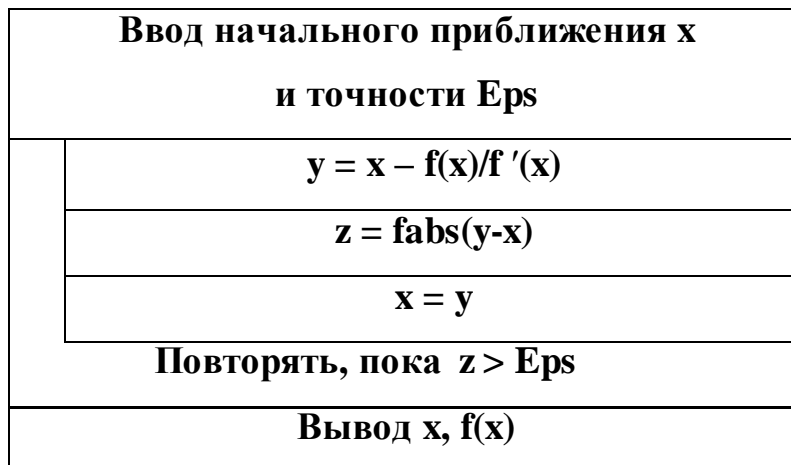 Ввод начального приближения x
и точности Eps
y = x – f(x)/f ′(x)
z = fabs(y-x)
x = y
Повторять, пока z > Eps
Вывод x, f(x)